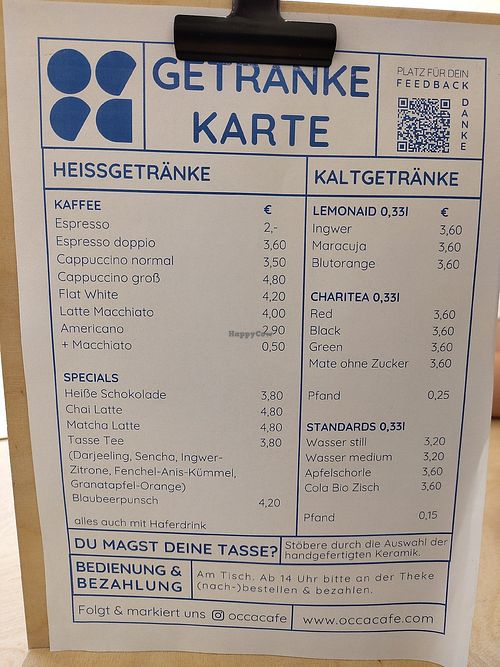 GETRÄNKE
KARTE
PLATZ FÜR DEIN
FEEDBACK
DANKE
HEISSGETRÄNKE
KAFFEE €
Espresso 2,-
Espresso doppio 3,60
Cappuccino normal 3,50
Cappuccino groß 4,80
Flat White 4,20
Latte Macchiato 4,00
Americano 2,90
+ Macchiato 0,50
SPECIALS
Heiße Schokolade 3,80
Chai Latte 4,80
Matcha Latte 4,80
Tasse Tee 3,80
(Darjeeling, Sencha, Ingwer-
Zitrone, Fenchel-Anis-Kümmel,
Granatapfel-Orange)
Blaubeerpunsch 4,20
alles auch mit Haferdrink
KALTGETRÄNKE
LEMONAID 0,33l €
Ingwer 3,60
Maracuja 3,60
Blutorange 3,60
CHARITEA 0,33l
Red 3,60
Black 3,60
Green 3,60
Mate ohne Zucker 3,60
Pfand 0,25
STANDARDS 0,33l
Wasser still 3,20
Wasser medium 3,20
Apfelschorle 3,60
Cola Bio Zisch 3,60
Pfand 0,15
DU MAGST DEINE TASSE?
Stöbere durch die Auswahl der
handgefertigten Keramik.
BEDIENUNG &
BEZAHLUNG
Am Tisch. Ab 14 Uhr bitte an der Theke
(nach-)bestellen & bezahlen.
Folgt & markiert uns occacafe
www.occacafe.com
HappyCow